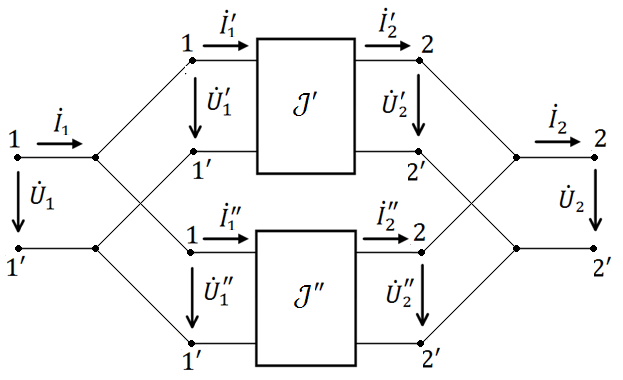 1 İ₁′ İ₂′ 2
U̇₁′ 𝒥′ U̇₂′
1 İ₁ İ₂ 2
1′ 2′
U̇₁ U̇₂
1 İ₁″ İ₂″ 2
1′ 2′
U̇₁″ 𝒥″ U̇₂″
1′ 2′